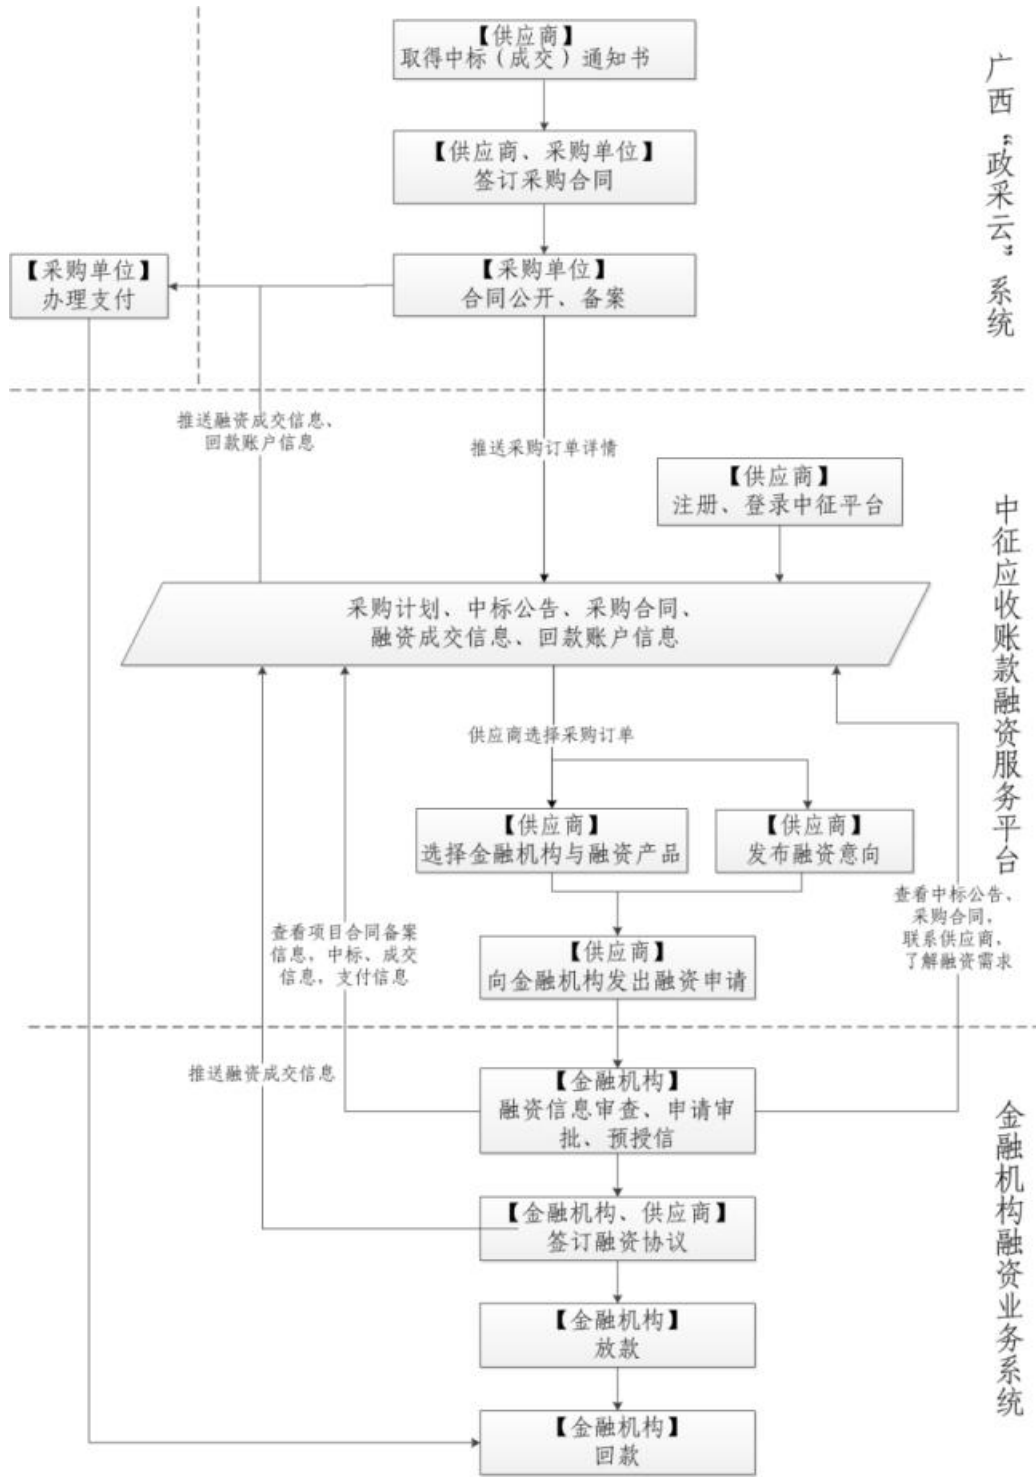 【供应商】
取得中标（成交）通知书
广西“政采云”系统
【供应商、采购单位】
签订采购合同
【采购单位】
办理支付
【采购单位】
合同公开、备案
推送融资成交信息、
回款账户信息
推送采购订单详情
【供应商】
注册、登录中征平台
中征应收账款融资服务平台
采购计划、中标公告、采购合同、
融资成交信息、回款账户信息
供应商选择采购订单
【供应商】
选择金融机构与融资产品
【供应商】
发布融资意向
查看中标公告、
采购合同，
联系供应商，
了解融资需求
查看项目合同备案
信息，中标、成交
信息，支付信息
【供应商】
向金融机构发出融资申请
推送融资成交信息
【金融机构】
融资信息审查、申请审
批、预授信
金融机构融资业务系统
【金融机构、供应商】
签订融资协议
【金融机构】
放款
【金融机构】
回款